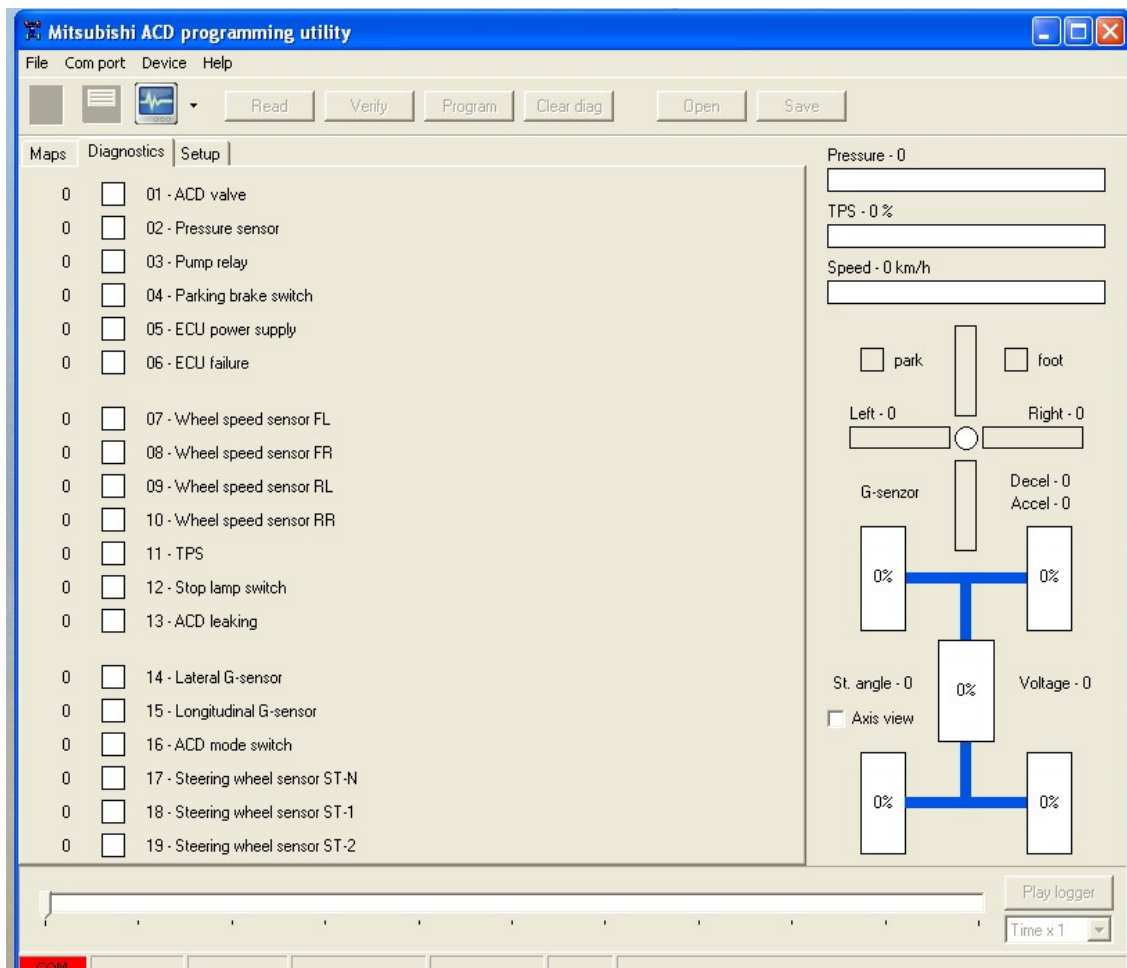 Mitsubishi ACD programming utility
File Com port Device Help
Read Verify Program Clear diag Open Save
Maps Diagnostics Setup
0 01 - ACD valve
0 02 - Pressure sensor
0 03 - Pump relay
0 04 - Parking brake switch
0 05 - ECU power supply
0 06 - ECU failure
0 07 - Wheel speed sensor FL
0 08 - Wheel speed sensor FR
0 09 - Wheel speed sensor RL
0 10 - Wheel speed sensor RR
0 11 - TPS
0 12 - Stop lamp switch
0 13 - ACD leaking
0 14 - Lateral G-sensor
0 15 - Longitudinal G-sensor
0 16 - ACD mode switch
0 17 - Steering wheel sensor ST-N
0 18 - Steering wheel sensor ST-1
0 19 - Steering wheel sensor ST-2
Pressure - 0
TPS - 0 %
Speed - 0 km/h
park foot
Left - 0 Right - 0
G-senzor
Decel - 0
Accel - 0
0% 0%
St. angle - 0 0% Voltage - 0
Axis view
0% 0%
Play logger
Time x 1
COM